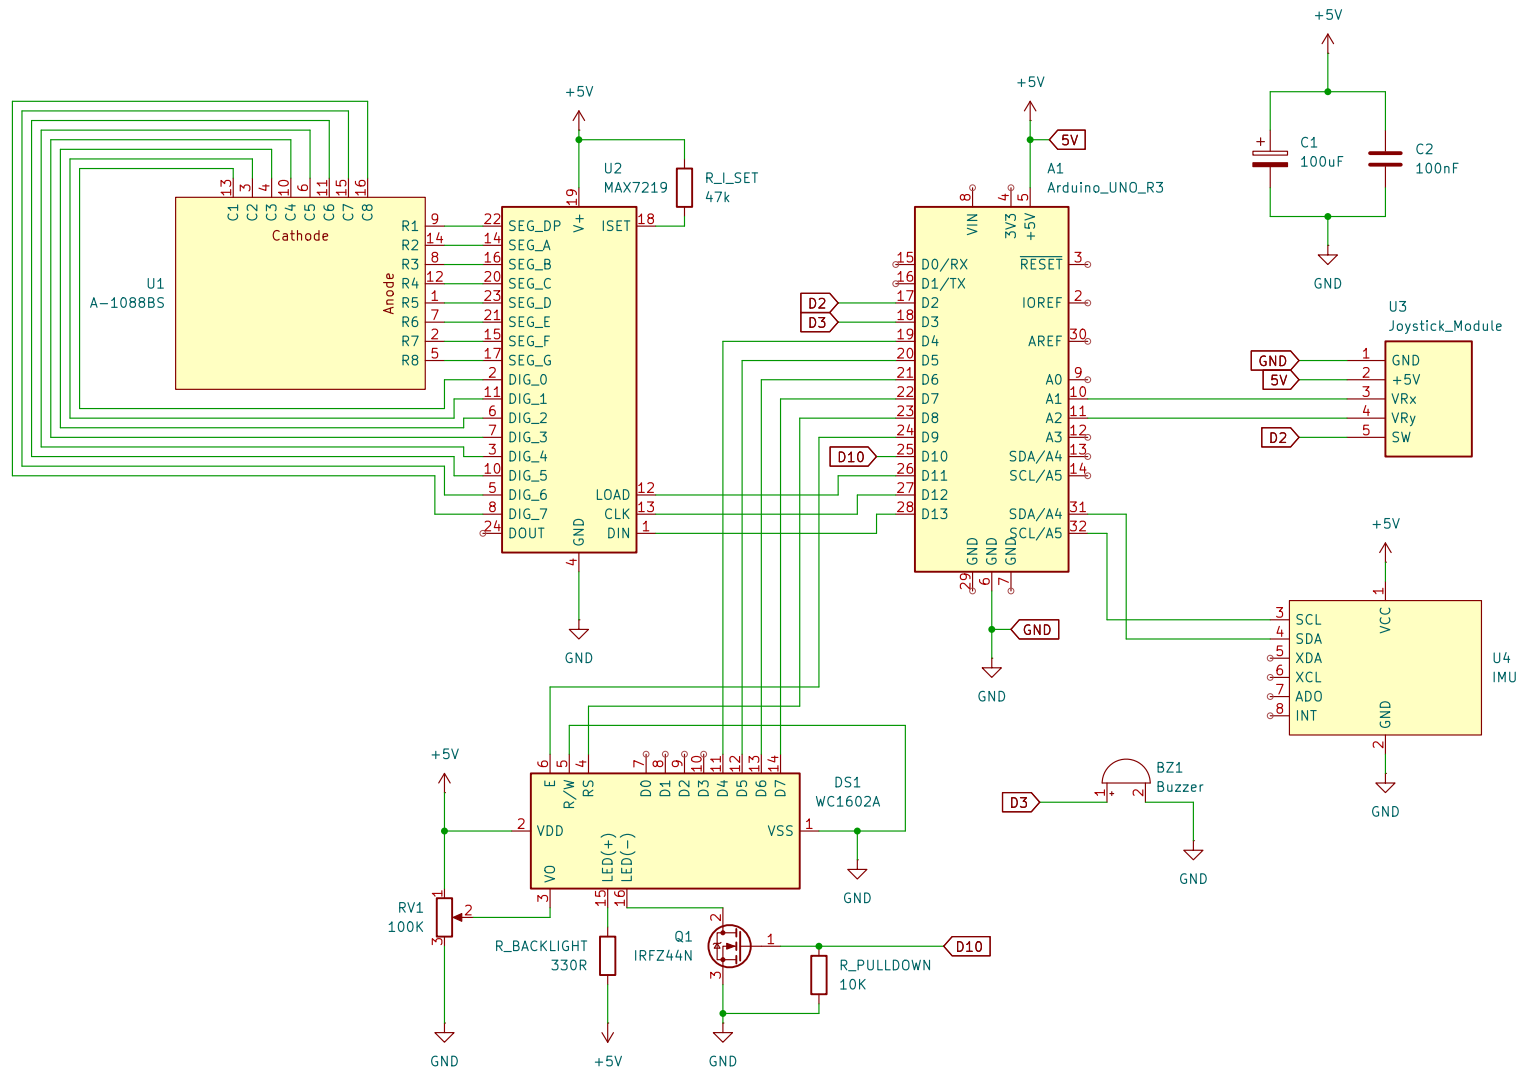 +5V
C1
100uF
C2
100nF
GND
+5V
+5V
13
3
4
10
6
11
15
16
C1
C2
C3
C4
C5
C6
C7
C8
Cathode
Anode
U1
A-1088BS
R1 9
R2 14
R3 8
R4 12
R5 1
R6 7
R7 2
R8 5
U2
MAX7219
R_I_SET
47k
19
V+
ISET 18
22 SEG_DP
14 SEG_A
16 SEG_B
20 SEG_C
23 SEG_D
21 SEG_E
15 SEG_F
17 SEG_G
2 DIG_0
11 DIG_1
6 DIG_2
7 DIG_3
3 DIG_4
10 DIG_5
5 DIG_6
8 DIG_7
24 DOUT
LOAD 12
CLK 13
DIN 1
GND
4
GND
5V
A1
Arduino_UNO_R3
8
4
5
VIN
3V3
+5V
15 D0/RX
16 D1/TX
D2 17 D2
D3 18 D3
19 D4
20 D5
21 D6
22 D7
23 D8
24 D9
D10 25 D10
26 D11
27 D12
28 D13
RESET 3
IOREF 2
AREF 30
A0 9
A1 10
A2 11
A3 12
SDA/A4 13
SCL/A5 14
SDA/A4 31
SCL/A5 32
GND
GND
GND
29
6
7
GND
GND
U3
Joystick_Module
GND 1 GND
5V 2 +5V
3 VRx
4 VRy
D2 5 SW
+5V
1
VCC
3 SCL
4 SDA
5 XDA
6 XCL
7 ADO
8 INT
U4
IMU
GND
2
GND
BZ1
Buzzer
D3
1
+
2
GND
+5V
6
5
4
7
8
9
10
11
12
13
14
E
R/W
RS
D0
D1
D2
D3
D4
D5
D6
D7
DS1
WC1602A
2 VDD
VSS 1
VO
LED(+)
LED(-)
3
15
16
GND
RV1
100K
1
2
3
R_BACKLIGHT
330R
Q1
IRFZ44N
2
1
3
D10
R_PULLDOWN
10K
GND
+5V
GND